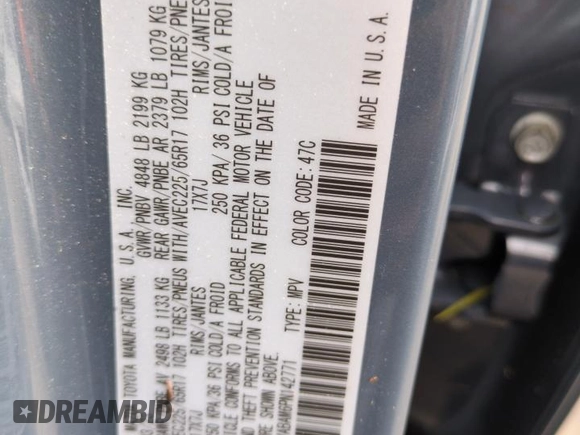 TOYOTA MANUFACTURING, U.S.A. INC.
GVWR/PNBV 4848 LB 2199 KG
2498 LB 1133 KG REAR GAWR/PNBE AR 2379 LB 1079 KG
102H TIRES/PNEUS WITH/AVEC225/65R17 102H TIRES/PNE
17X7J RIMS/JANTES 17X7J RIMS/JANTES
KPA/36 PSI COLD/A FROID 250 KPA/ 36 PSI COLD/A FROI
CONFORMS TO ALL APPLICABLE FEDERAL MOTOR VEHICLE
AND THEFT PREVENTION STANDARDS IN EFFECT ON THE DATE OF
ABOVE.
42771 TYPE: MPV COLOR CODE: 47C
MADE IN U.S.A.
DREAMBID